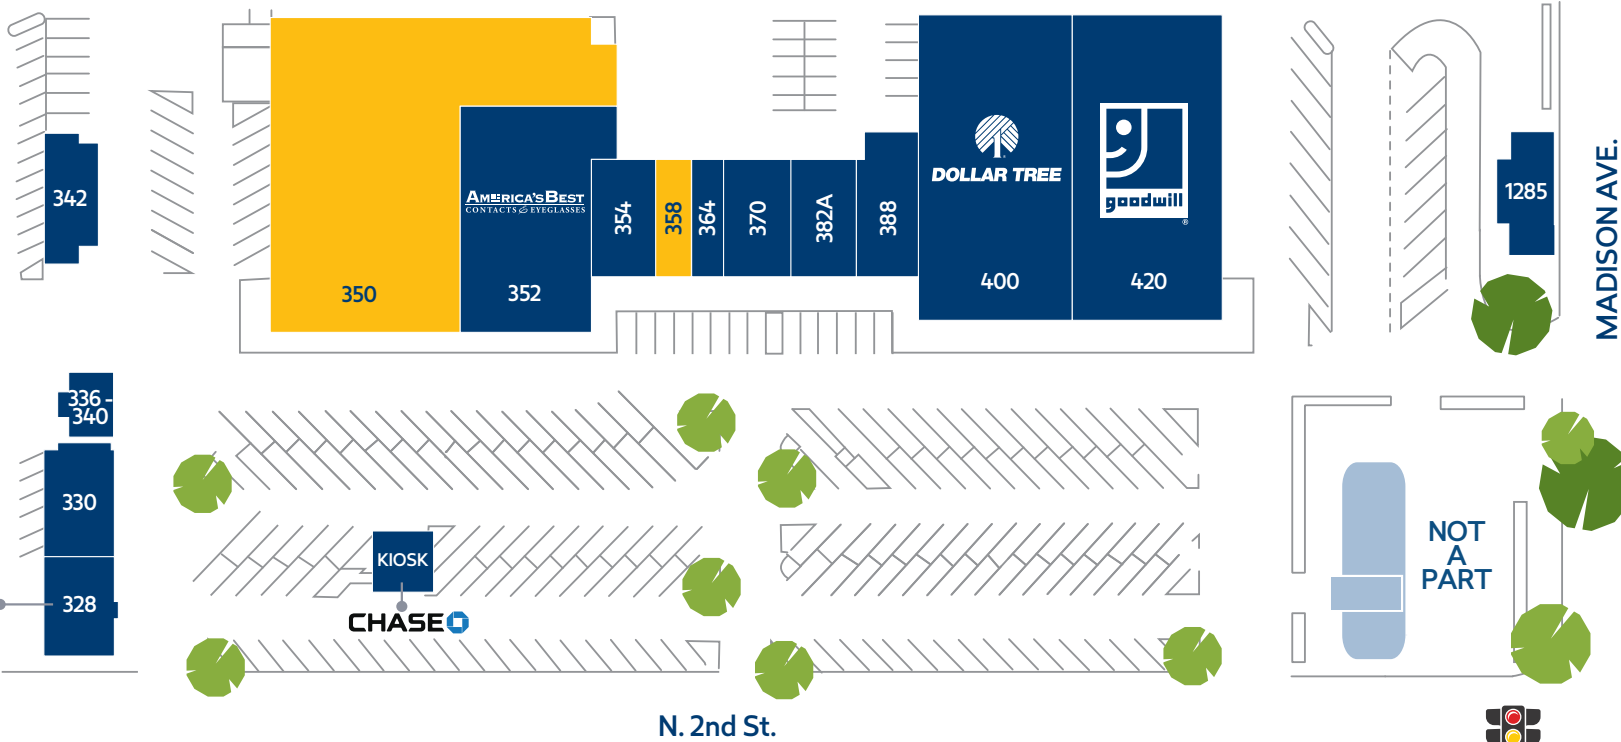 342
350
AMERICA'S BEST
CONTACTS & EYEGLASSES
352
354
358
364
370
382A
388
DOLLAR TREE
400
goodwill
®
420
1285
MADISON AVE.
336 -
340
330
328
KIOSK
CHASE
NOT
A
PART
N. 2nd St.